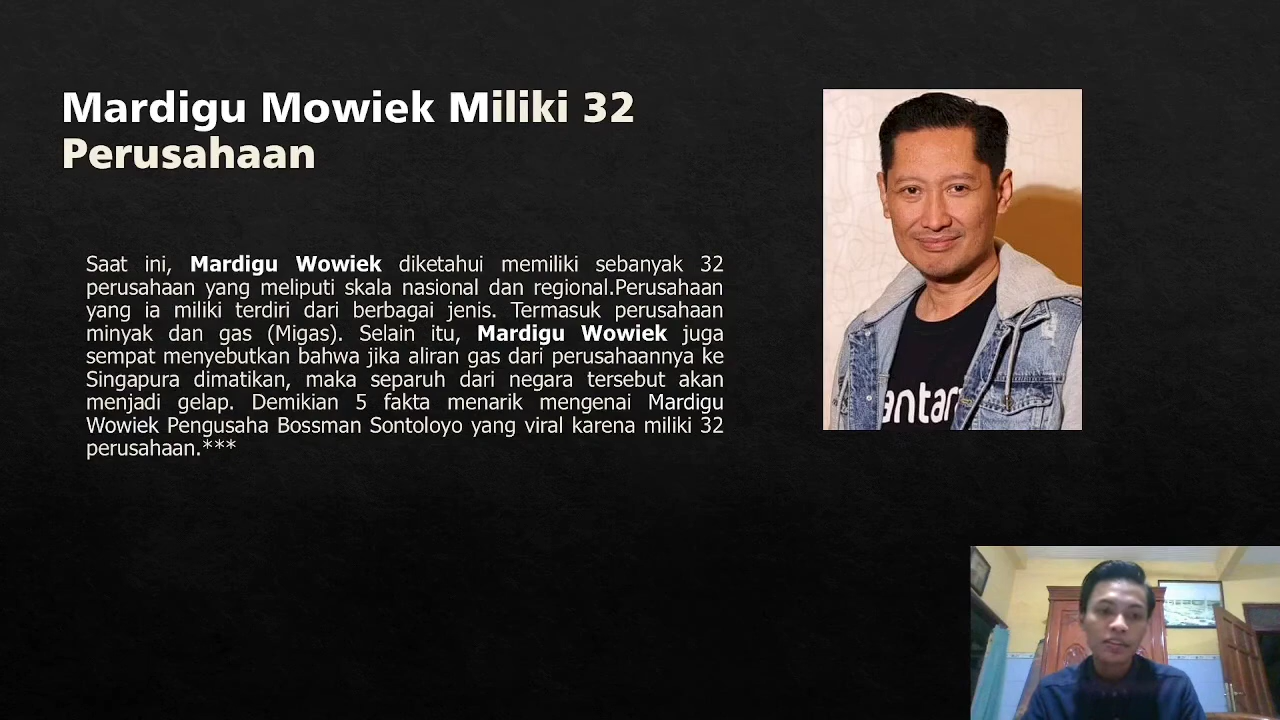 Mardigu Mowiek Miliki 32
Perusahaan
Saat ini, Mardigu Wowiek diketahui memiliki sebanyak 32
perusahaan yang meliputi skala nasional dan regional.Perusahaan
yang ia miliki terdiri dari berbagai jenis. Termasuk perusahaan
minyak dan gas (Migas). Selain itu, Mardigu Wowiek juga
sempat menyebutkan bahwa jika aliran gas dari perusahaannya ke
Singapura dimatikan, maka separuh dari negara tersebut akan
menjadi gelap. Demikian 5 fakta menarik mengenai Mardigu
Wowiek Pengusaha Bossman Sontoloyo yang viral karena miliki 32
perusahaan.***
antar